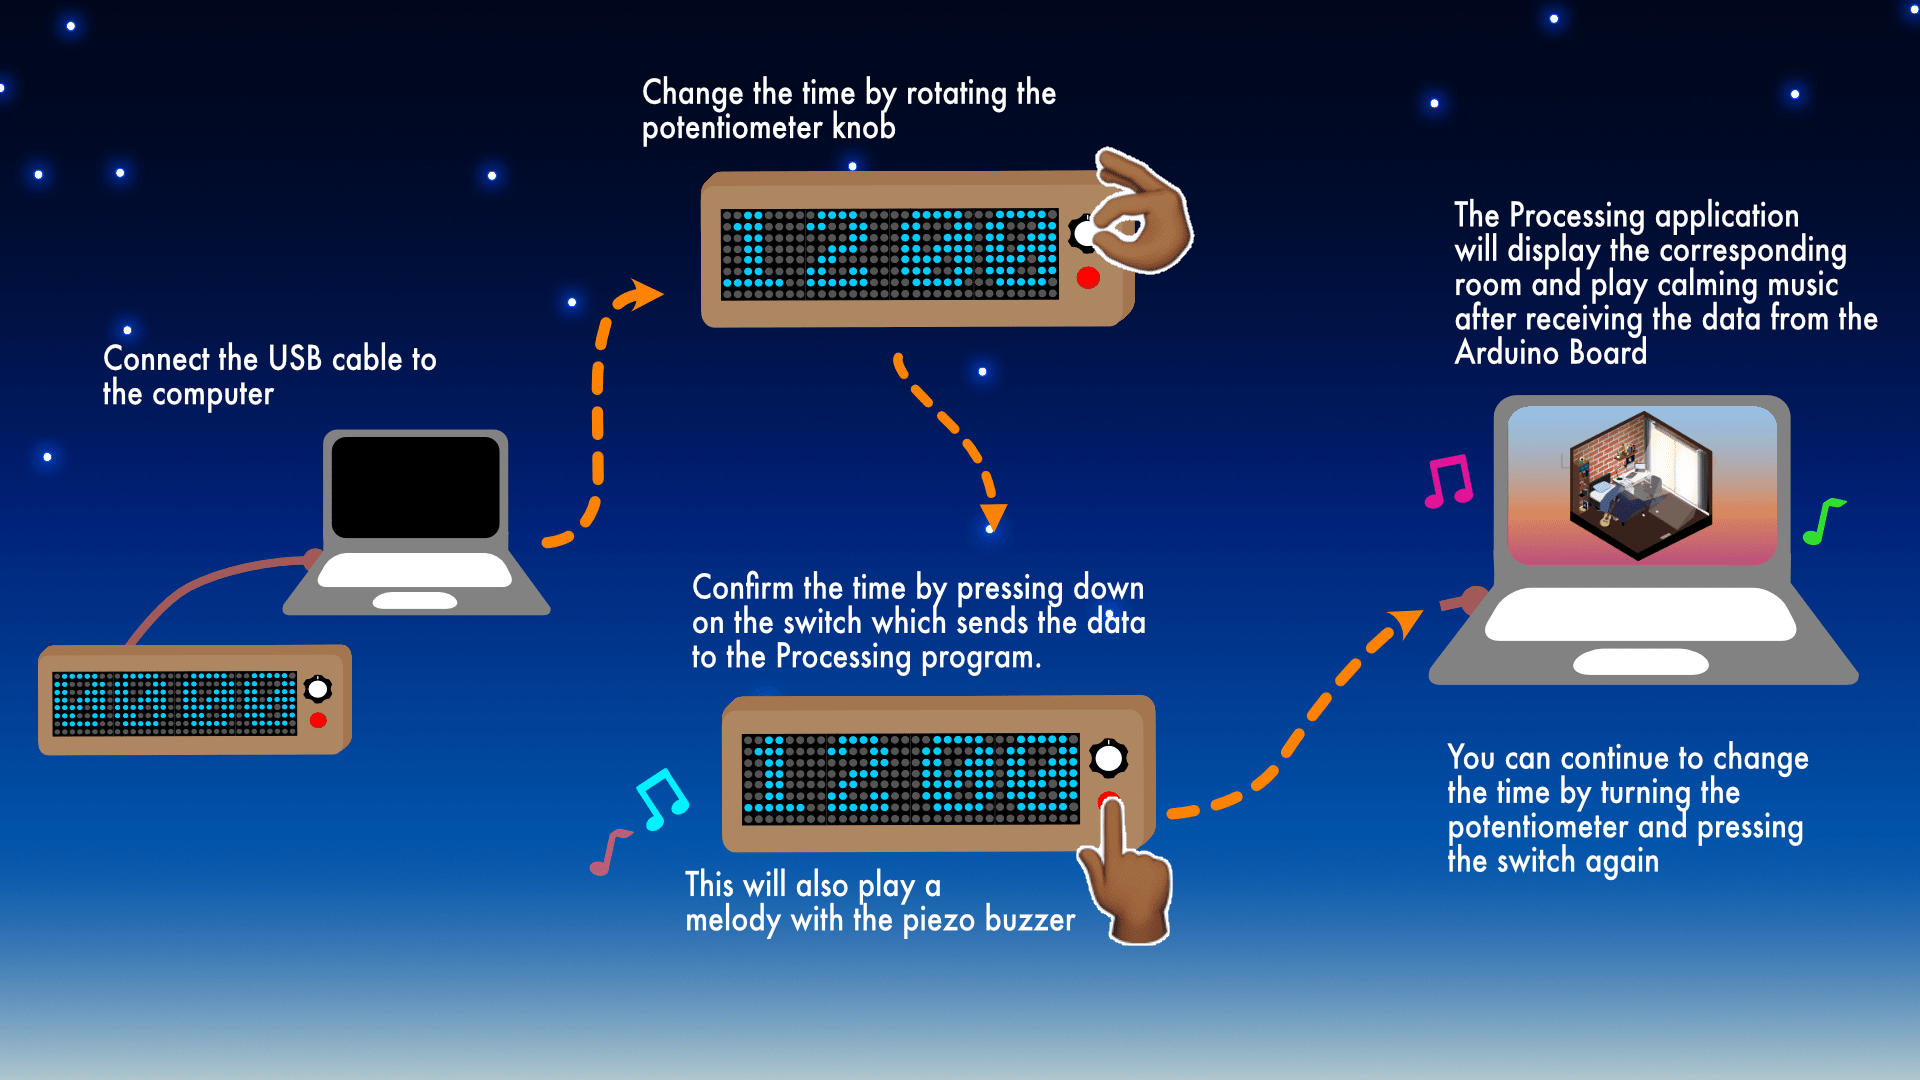 Connect the USB cable to
the computer
Change the time by rotating the
potentiometer knob
Confirm the time by pressing down
on the switch which sends the data
to the Processing program.
This will also play a
melody with the piezo buzzer
The Processing application
will display the corresponding
room and play calming music
after receiving the data from the
Arduino Board
You can continue to change
the time by turning the
potentiometer and pressing
the switch again